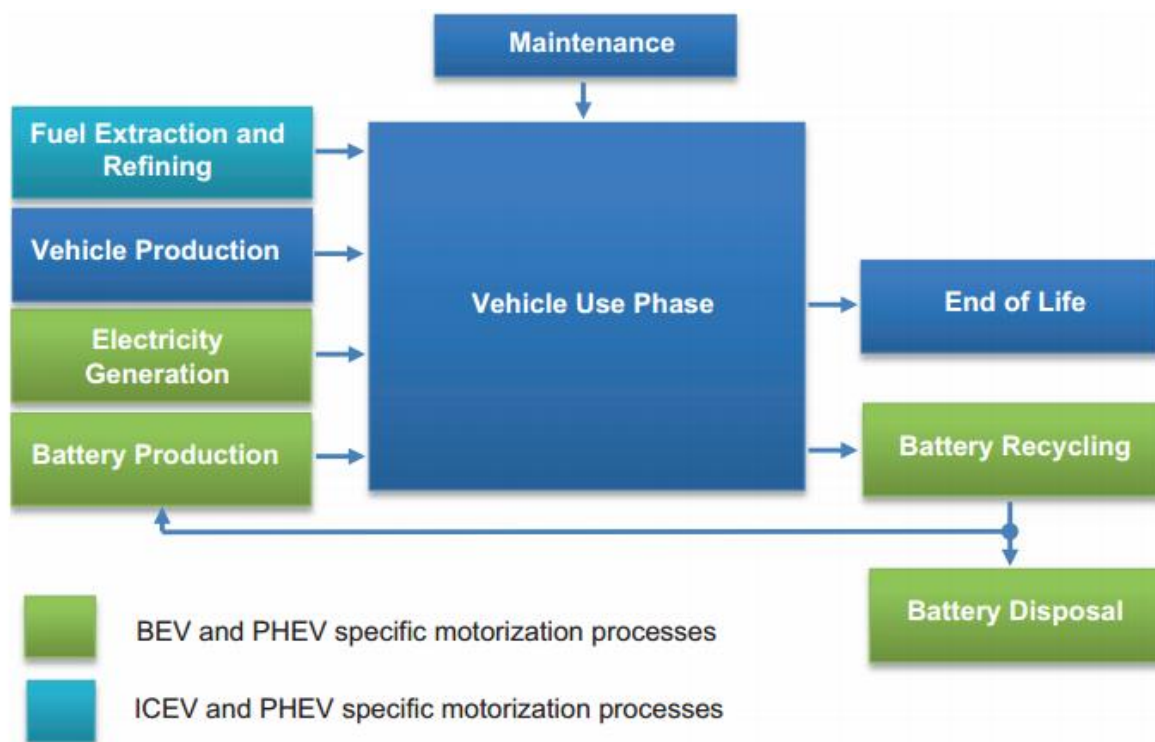 Maintenance
Fuel Extraction and
Refining
Vehicle Production
Electricity
Generation
Battery Production
Vehicle Use Phase
End of Life
Battery Recycling
Battery Disposal
BEV and PHEV specific motorization processes
ICEV and PHEV specific motorization processes